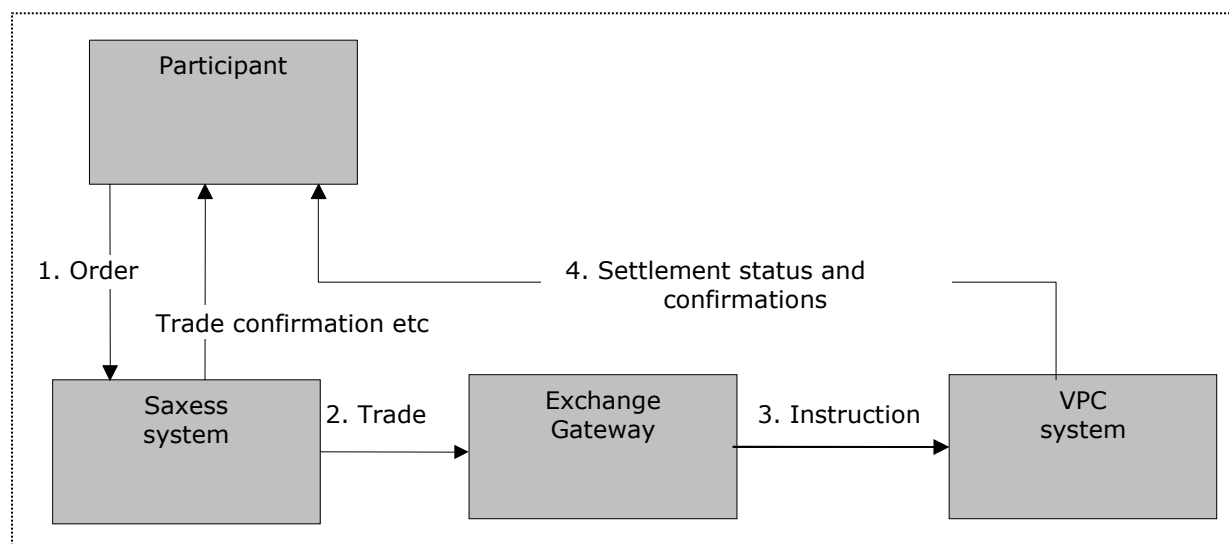 Participant
1. Order
4. Settlement status and
confirmations
Trade confirmation etc
Saxess
system
2. Trade
Exchange
Gateway
3. Instruction
VPC
system